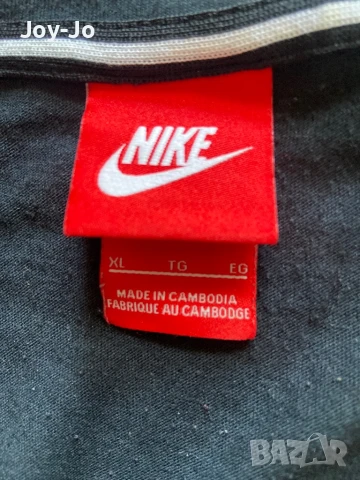 Joy-Jo
NIKE
XL TG EG
MADE IN CAMBODIA
FABRIQUE AU CAMBODGE
BAZAR